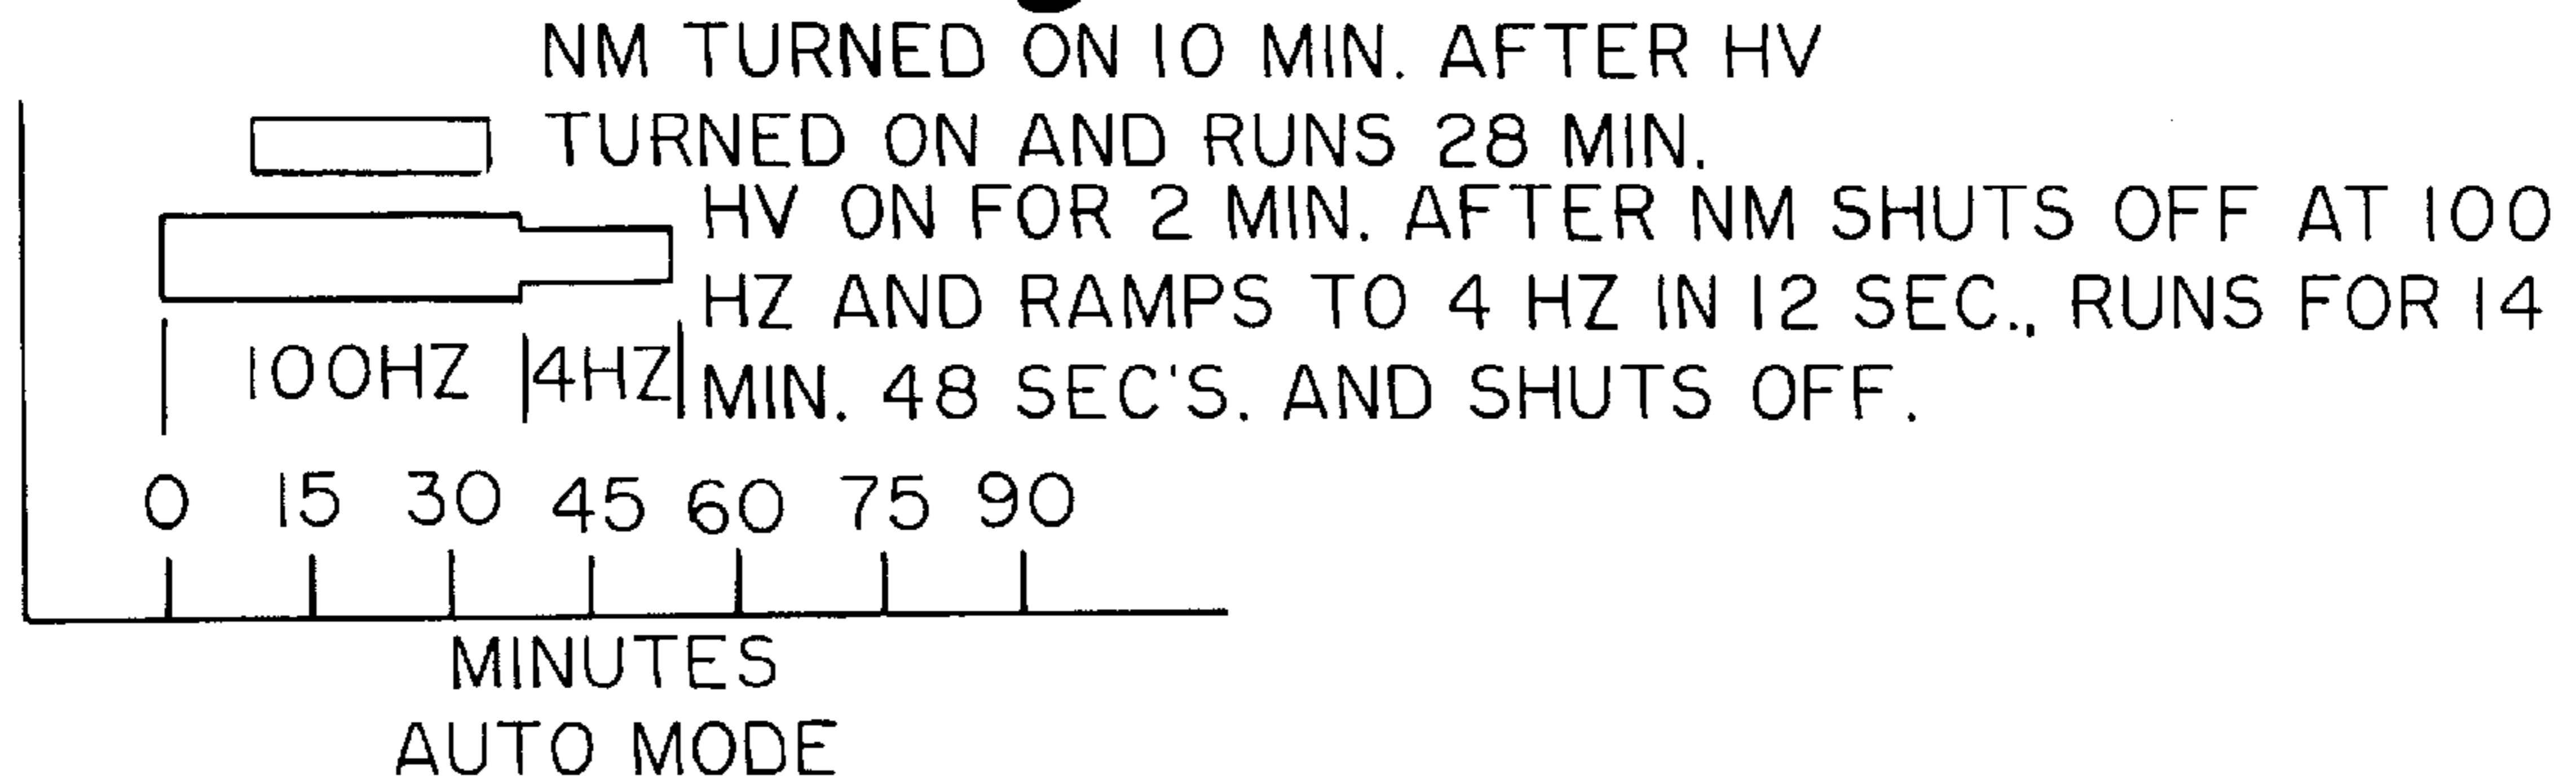 NM TURNED ON 10 MIN. AFTER HV
TURNED ON AND RUNS 28 MIN.
HV ON FOR 2 MIN. AFTER NM SHUTS OFF AT 100
HZ AND RAMPS TO 4 HZ IN 12 SEC., RUNS FOR 14
MIN. 48 SEC'S. AND SHUTS OFF.
100HZ 4HZ
0 15 30 45 60 75 90
MINUTES
AUTO MODE